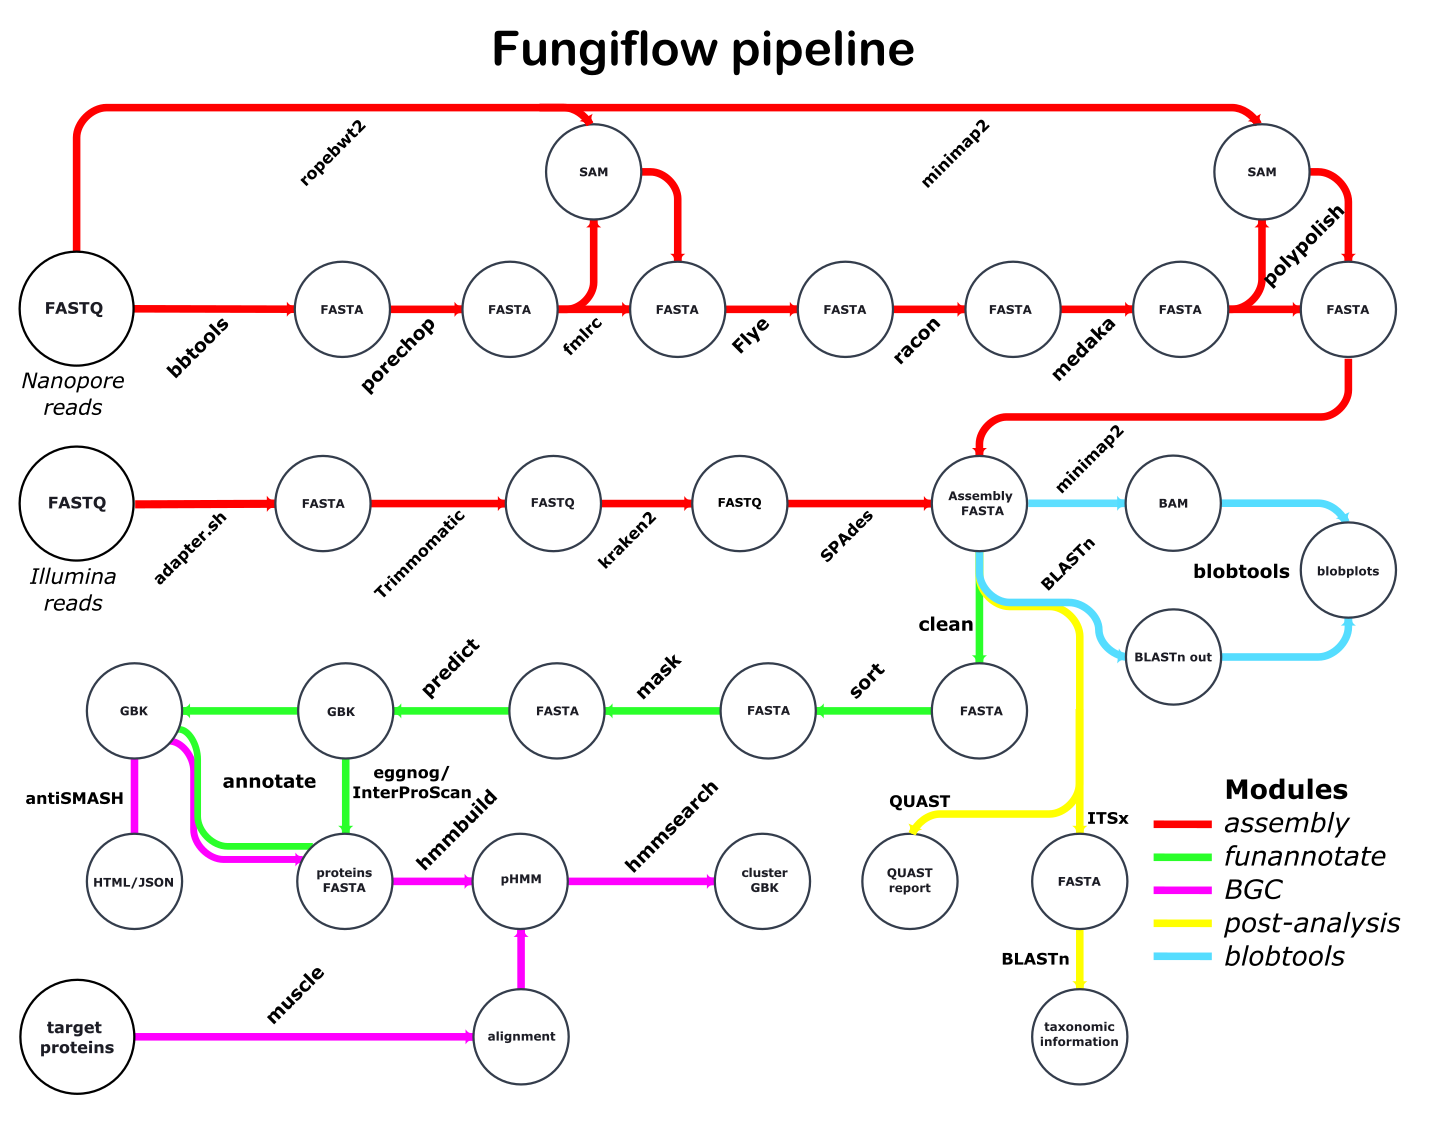 Fungiflow pipeline
ropebwt2
minimap2
SAM
SAM
polypolish
FASTQ
FASTA
FASTA
FASTA
FASTA
FASTA
FASTA
FASTA
bbtools
porechop
fmlrc
Flye
racon
medaka
Nanopore
reads
minimap2
FASTQ
FASTA
FASTQ
FASTQ
Assembly
FASTA
BAM
adapter.sh
Trimmomatic
kraken2
SPAdes
BLASTn
blobtools
blobplots
Illumina
reads
clean
BLASTn out
predict
mask
sort
GBK
GBK
FASTA
FASTA
FASTA
antiSMASH
annotate
eggnog/
InterProScan
hmmbuild
hmmsearch
QUAST
ITSx
HTML/JSON
proteins
FASTA
pHMM
cluster
GBK
QUAST
report
FASTA
Modules
assembly
funannotate
BGC
post-analysis
blobtools
BLASTn
muscle
target
proteins
alignment
taxonomic
information